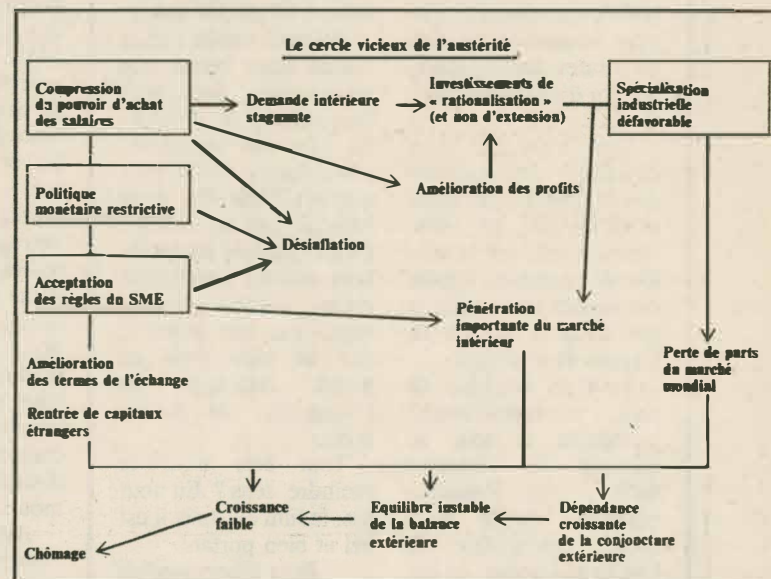 Le cercle vicieux de l'austérité
Compression
du pouvoir d'achat
des salaires
Demande intérieure
stagnante
Investissements de
« rationalisation »
(et non d'extension)
Spécialisation
industrielle
défavorable
Politique
monétaire restrictive
Amélioration des profits
Désinflation
Acceptation
des règles du SME
Pénétration
importante du marché
intérieur
Perte de parts
du marché
mondial
Amélioration
des termes de l'échange
Rentrée de capitaux
étrangers
Croissance
faible
Equilibre instable
de la balance
extérieure
Dépendance
croissante
de la conjoncture
extérieure
Chômage